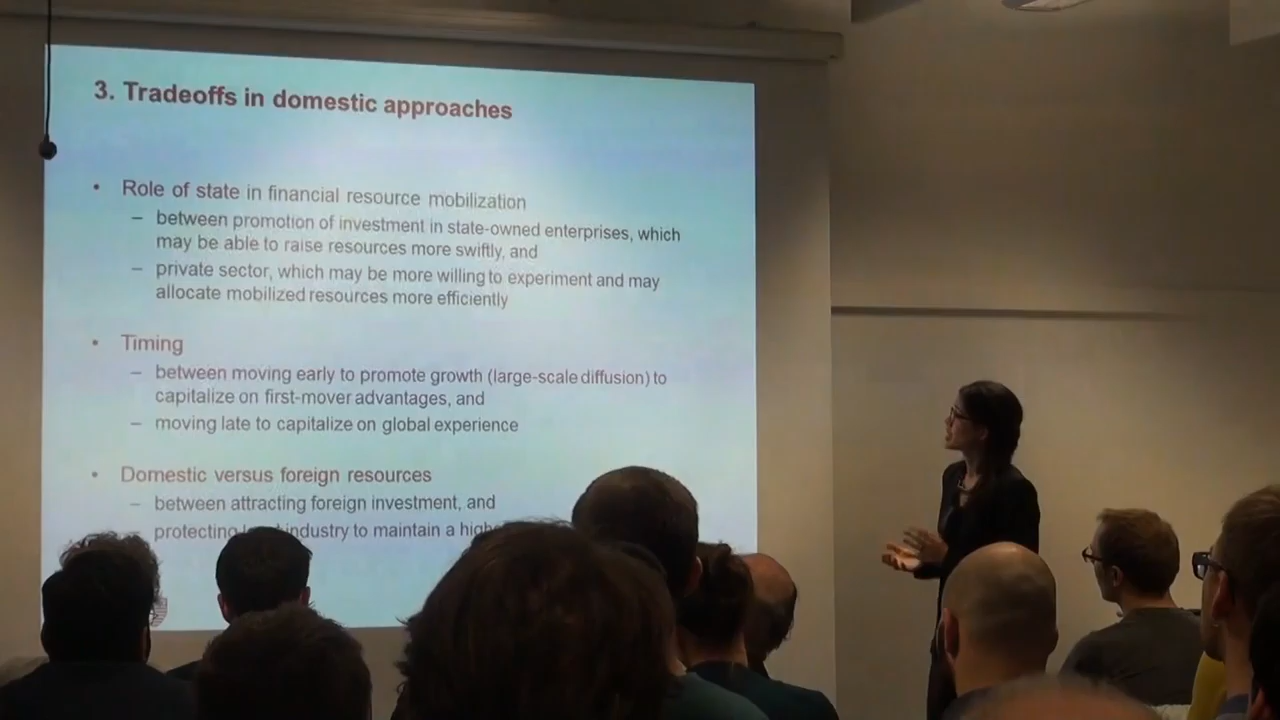 3. Tradeoffs in domestic approaches
• Role of state in financial resource mobilization
– between promotion of investment in state-owned enterprises, which
may be able to raise resources more swiftly, and
– private sector, which may be more willing to experiment and may
allocate mobilized resources more efficiently
• Timing
– between moving early to promote growth (large-scale diffusion) to
capitalize on first-mover advantages, and
– moving late to capitalize on global experience
• Domestic versus foreign resources
– between attracting foreign investment, and
– protecting industry to maintain a